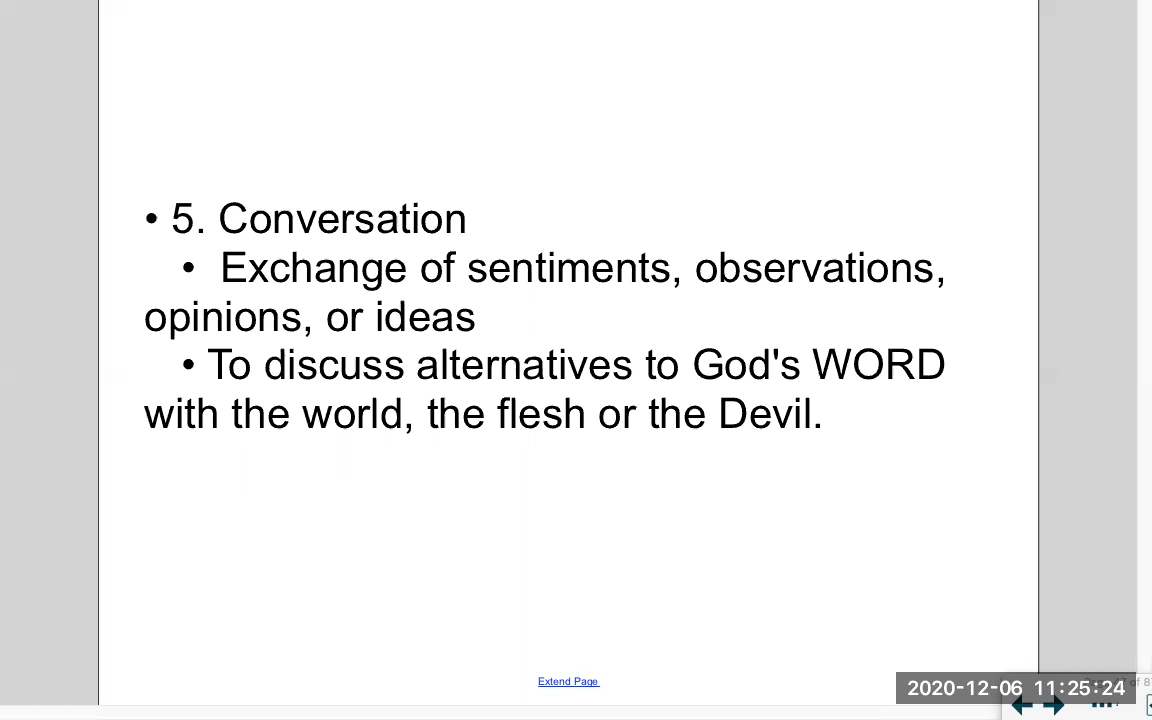 • 5. Conversation
• Exchange of sentiments, observations,
opinions, or ideas
• To discuss alternatives to God's WORD
with the world, the flesh or the Devil.
Extend Page
2020-12-06 11:25:24